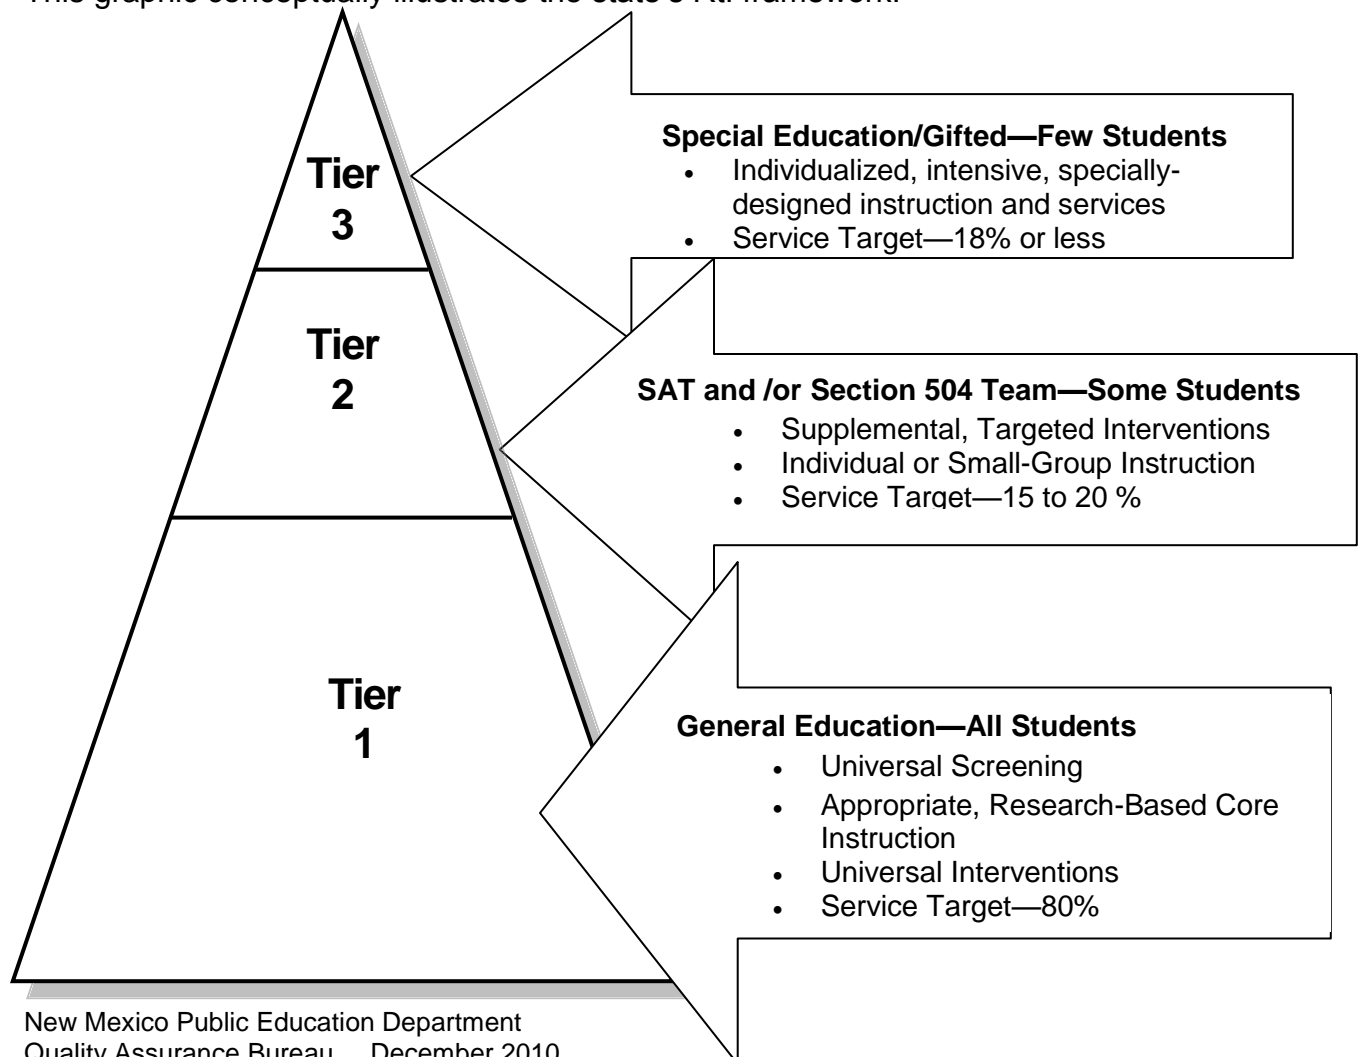 This graphic conceptually illustrates the state's RtI framework.
Tier
3
Special Education/Gifted—Few Students
• Individualized, intensive, specially-
designed instruction and services
• Service Target—18% or less
Tier
2
SAT and /or Section 504 Team—Some Students
• Supplemental, Targeted Interventions
• Individual or Small-Group Instruction
• Service Target—15 to 20 %
Tier
1
General Education—All Students
• Universal Screening
• Appropriate, Research-Based Core
Instruction
• Universal Interventions
• Service Target—80%
New Mexico Public Education Department
Quality Assurance Bureau December 2010